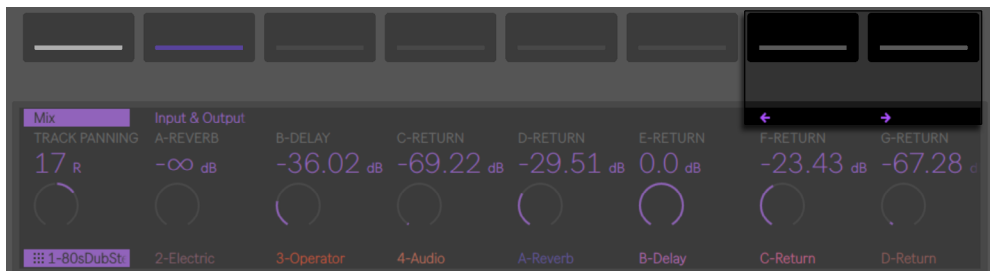 Mix Input & Output ← →
TRACK PANNING A-REVERB B-DELAY C-RETURN D-RETURN E-RETURN F-RETURN G-RETURN
17 R -∞ dB -36.02 dB -69.22 dB -29.51 dB 0.0 dB -23.43 dB -67.28 d
1-80sDubSte 2-Electric 3-Operator 4-Audio A-Reverb B-Delay C-Return D-Return